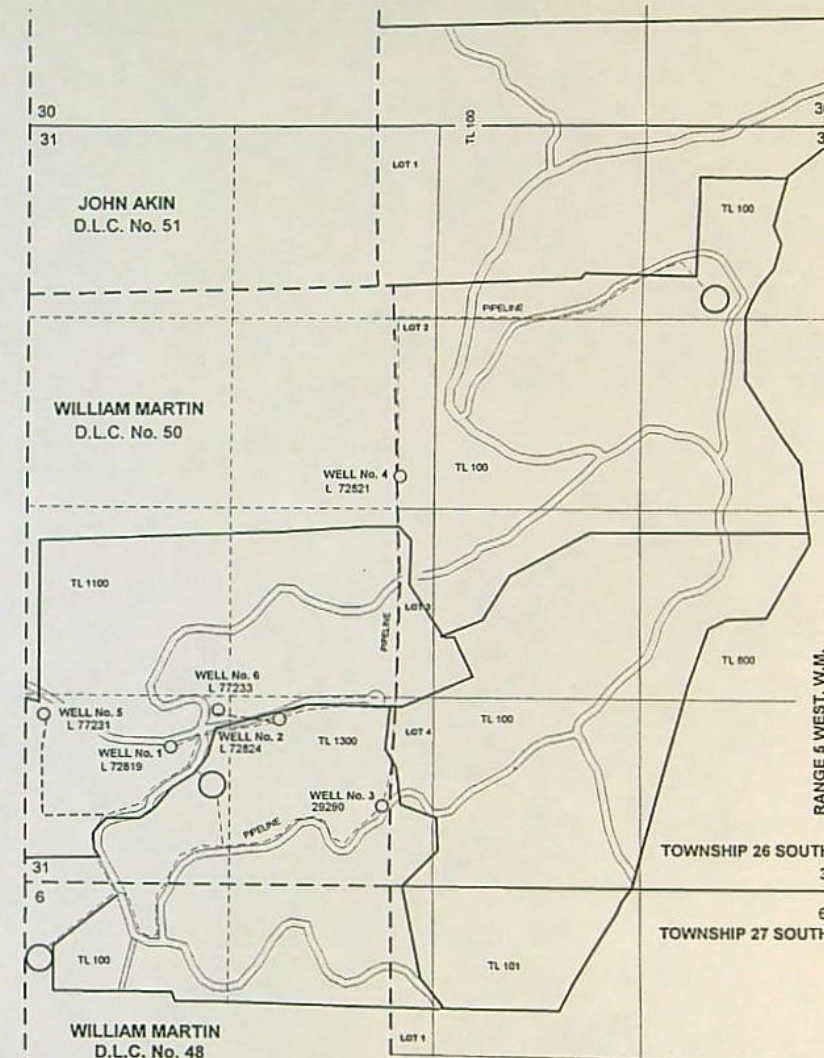 30
31
JOHN AKIN
D.L.C. No. 51
LOT 1
TL 100
TL 100
PIPELINE
LOT 2
WILLIAM MARTIN
D.L.C. No. 50
WELL No. 4
L 72821
TL 100
TL 1100
LOT 3
PIPELINE
TL 600
RANGE 5 WEST, W.M.
WELL No. 6
L 77233
WELL No. 5
L 77231
WELL No. 1
L 72819
WELL No. 2
L 72824
TL 1300
LOT 4
TL 100
WELL No. 3
29290
PIPELINE
TOWNSHIP 26 SOUTH
31
6
TOWNSHIP 27 SOUTH
TL 100
TL 101
WILLIAM MARTIN
D.L.C. No. 48
LOT 1